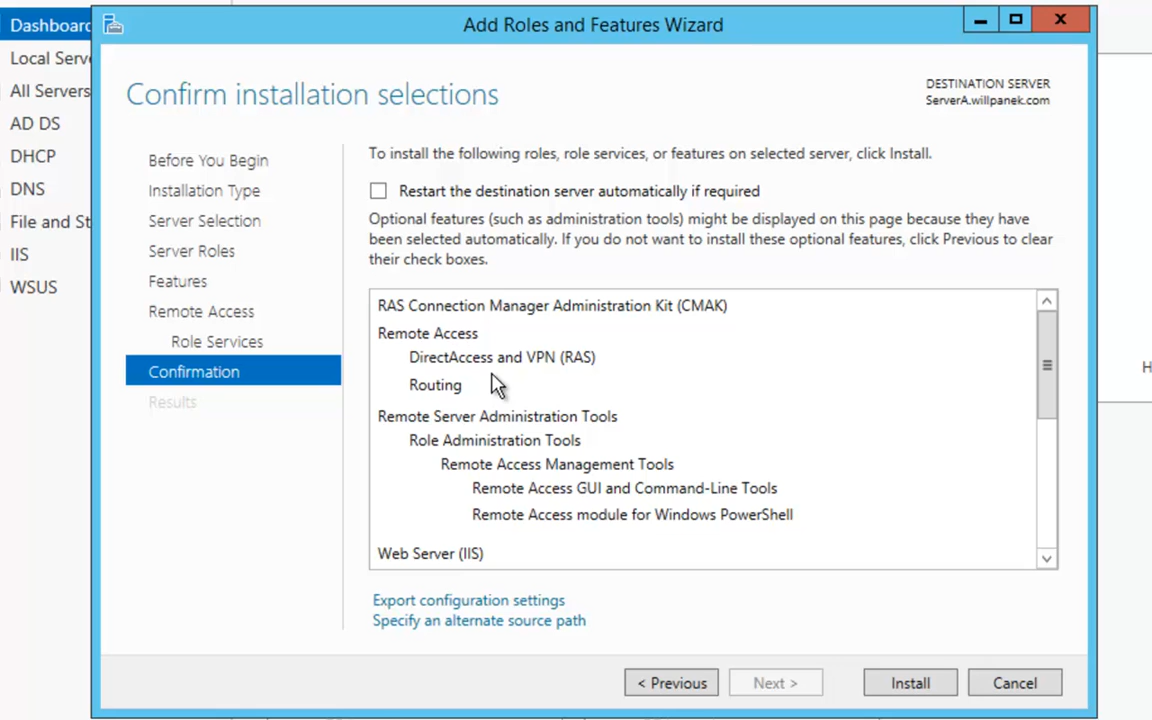 Add Roles and Features Wizard
Dashboard
Local Serve
All Servers
AD DS
DHCP
DNS
File and St
IIS
WSUS
Confirm installation selections
DESTINATION SERVER
ServerA.willpanek.com
Before You Begin
Installation Type
Server Selection
Server Roles
Features
Remote Access
Role Services
Confirmation
Results
To install the following roles, role services, or features on selected server, click Install.
Restart the destination server automatically if required
Optional features (such as administration tools) might be displayed on this page because they have
been selected automatically. If you do not want to install these optional features, click Previous to clear
their check boxes.
RAS Connection Manager Administration Kit (CMAK)
Remote Access
DirectAccess and VPN (RAS)
Routing
Remote Server Administration Tools
Role Administration Tools
Remote Access Management Tools
Remote Access GUI and Command-Line Tools
Remote Access module for Windows PowerShell
Web Server (IIS)
Export configuration settings
Specify an alternate source path
< Previous
Next >
Install
Cancel
H